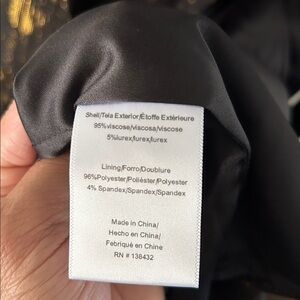 Shell/Tela Exterior/Étoffe Extérieure
95%viscose/viscosa/viscose
5%lurex/lurex/lurex
Lining/Forro/Doublure
96%Polyester/Poliéster/Polyester
4% Spandex/Spandex/Spandex
Made in China/
Hecho en China/
Fabriqué en Chine
RN # 138432